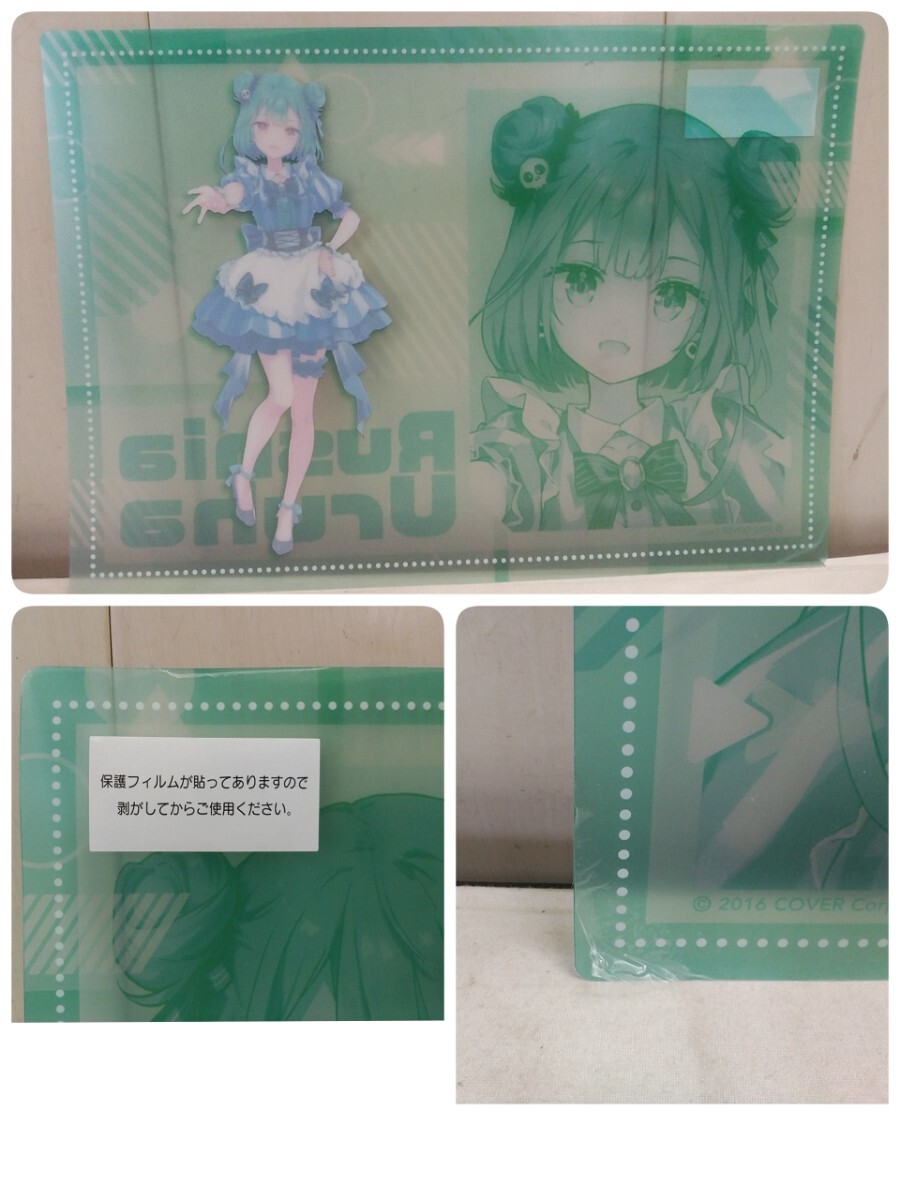 Rushia
Uruha
保護フィルムが貼ってありますので
剥がしてからご使用ください。
© 2016 COVER Cor